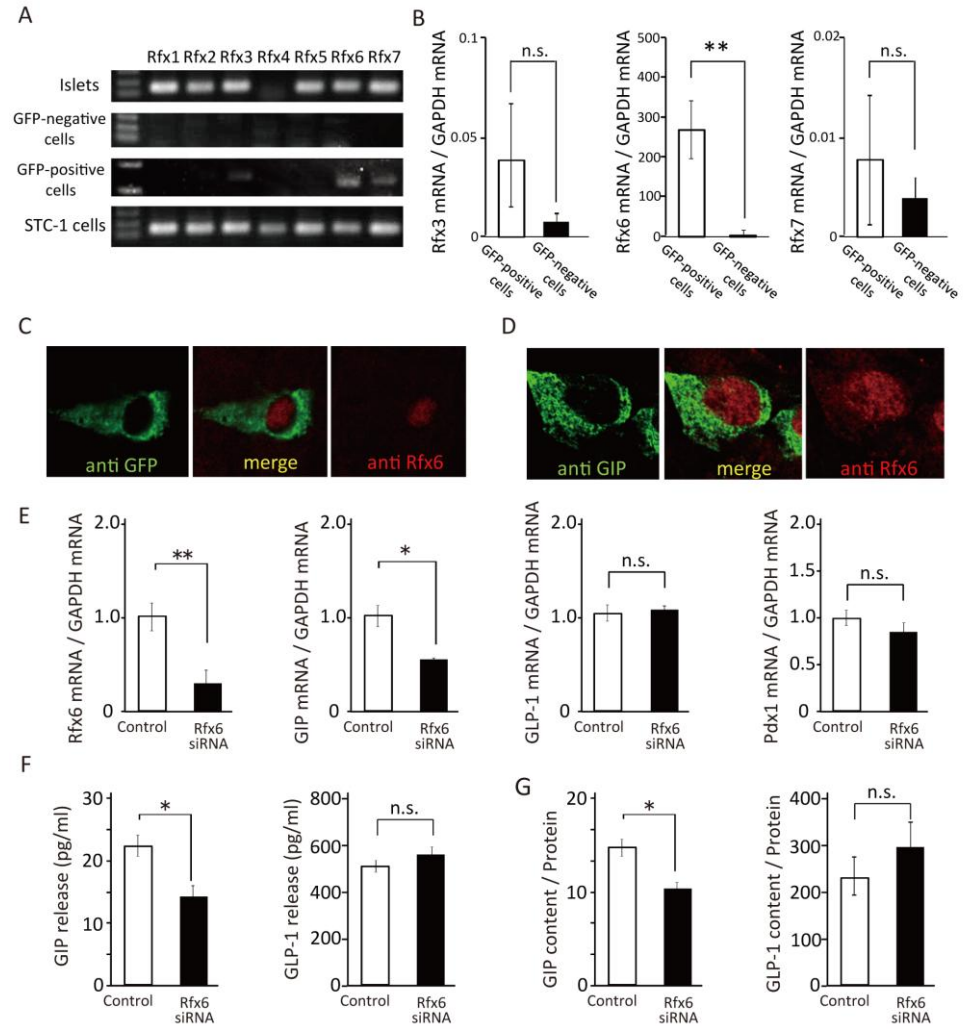 A
Rfx1 Rfx2 Rfx3 Rfx4 Rfx5 Rfx6 Rfx7
Islets
GFP-negative
cells
GFP-positive
cells
STC-1 cells
B
Rfx3 mRNA / GAPDH mRNA
0.1
0.05
0
n.s.
GFP-positive
cells
GFP-negative
cells
Rfx6 mRNA / GAPDH mRNA
500
400
300
200
100
0
**
GFP-positive
cells
GFP-negative
cells
Rfx7 mRNA / GAPDH mRNA
0.02
0.01
0
n.s.
GFP-positive
cells
GFP-negative
cells
C
anti GFP
merge
anti Rfx6
D
anti GIP
merge
anti Rfx6
E
Rfx6 mRNA / GAPDH mRNA
2.0
1.0
0
**
Control
Rfx6
siRNA
GIP mRNA / GAPDH mRNA
2.0
1.0
0
*
Control
Rfx6
siRNA
GLP-1 mRNA / GAPDH mRNA
2.0
1.0
0
n.s.
Control
Rfx6
siRNA
Pdx1 mRNA / GAPDH mRNA
2.0
1.5
1.0
0.5
0
n.s.
Control
Rfx6
siRNA
F
GIP release (pg/ml)
30
20
10
0
*
Control
Rfx6
siRNA
GLP-1 release (pg/ml)
800
600
400
200
0
n.s.
Control
Rfx6
siRNA
G
GIP content / Protein
20
10
0
*
Control
Rfx6
siRNA
GLP-1 content / Protein
400
300
200
100
0
n.s.
Control
Rfx6
siRNA